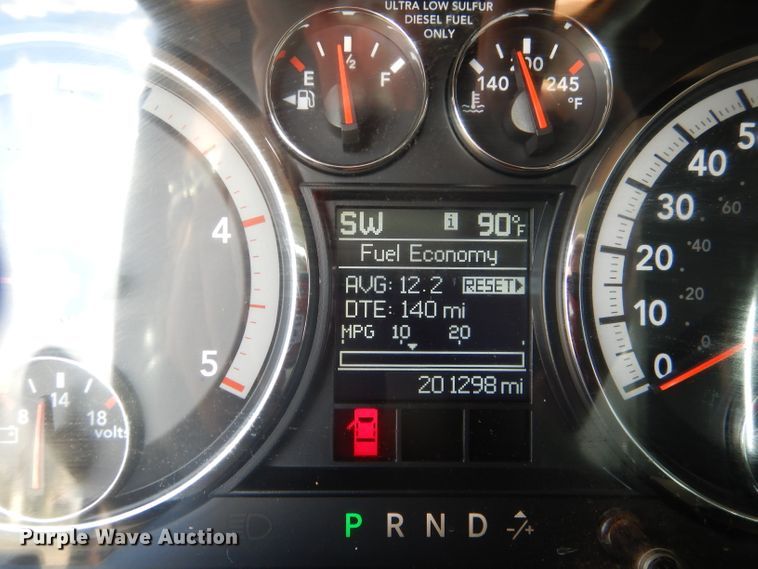 ULTRA LOW SULFUR
DIESEL FUEL
ONLY
E 1/2 F
140 200 245
°F
SW i 90°F
Fuel Economy
AVG: 12.2 RESET
DTE: 140 mi
MPG 10 20
201298 mi
4
5
8 14 18
volts
50
40
30
20
10
0
60
40
20
0
P R N D -/+
Purple Wave Auction